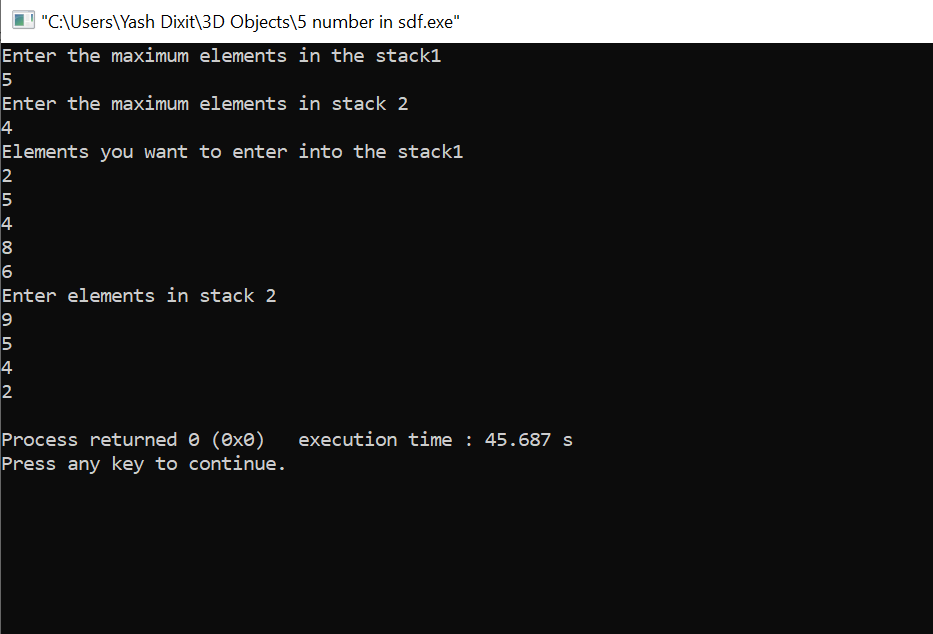 "C:\Users\Yash Dixit\3D Objects\5 number in sdf.exe"
Enter the maximum elements in the stack1
5
Enter the maximum elements in stack 2
4
Elements you want to enter into the stack1
2
5
4
8
6
Enter elements in stack 2
9
5
4
2
Process returned 0 (0x0)   execution time : 45.687 s
Press any key to continue.